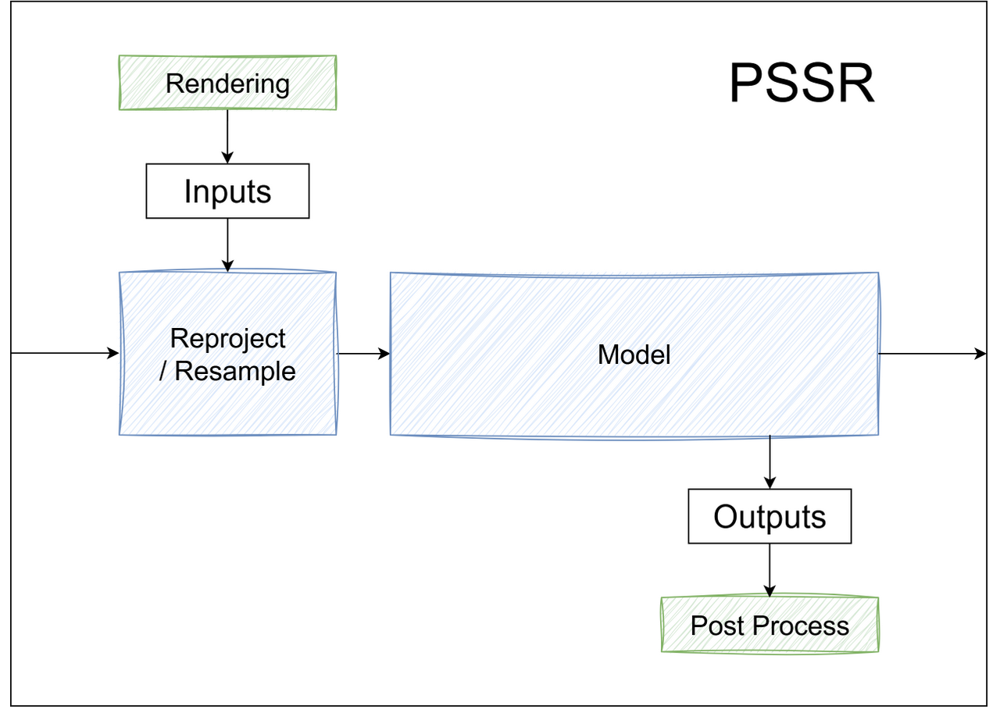 PSSR
Rendering
Inputs
Reproject
/ Resample
Model
Outputs
Post Process